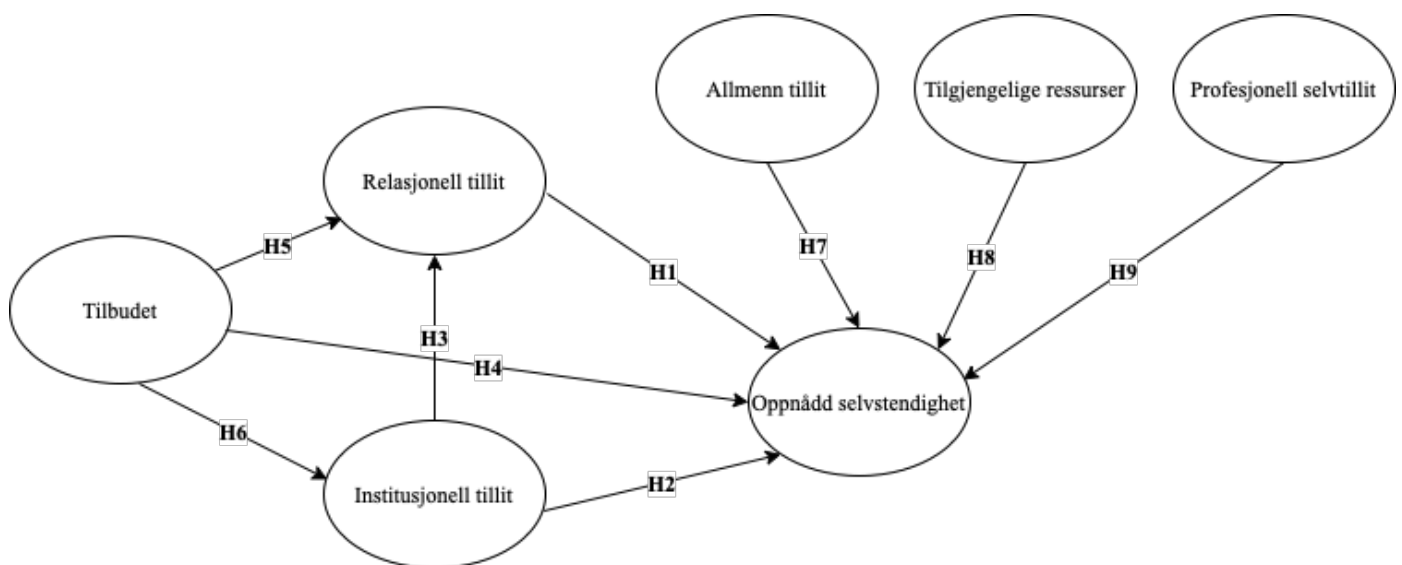 Allmenn tillit
Tilgjengelige ressurser
Profesjonell selvtillit
Relasjonell tillit
H5
H1
H7
H8
H9
Tilbudet
H3
H4
Oppnådd selvstendighet
H6
Institusjonell tillit
H2